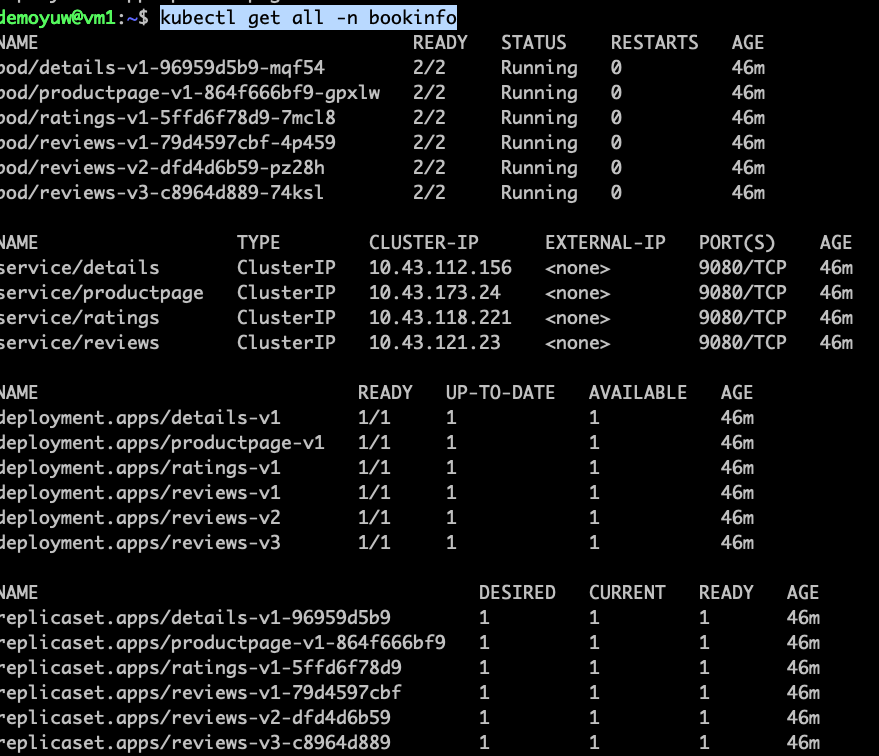 demoyuw@vm1:~$ kubectl get all -n bookinfo
NAME READY STATUS RESTARTS AGE
pod/details-v1-96959d5b9-mqf54 2/2 Running 0 46m
pod/productpage-v1-864f666bf9-gpxlw 2/2 Running 0 46m
pod/ratings-v1-5ffd6f78d9-7mcl8 2/2 Running 0 46m
pod/reviews-v1-79d4597cbf-4p459 2/2 Running 0 46m
pod/reviews-v2-dfd4d6b59-pz28h 2/2 Running 0 46m
pod/reviews-v3-c8964d889-74ksl 2/2 Running 0 46m
NAME TYPE CLUSTER-IP EXTERNAL-IP PORT(S) AGE
service/details ClusterIP 10.43.112.156 <none> 9080/TCP 46m
service/productpage ClusterIP 10.43.173.24 <none> 9080/TCP 46m
service/ratings ClusterIP 10.43.118.221 <none> 9080/TCP 46m
service/reviews ClusterIP 10.43.121.23 <none> 9080/TCP 46m
NAME READY UP-TO-DATE AVAILABLE AGE
deployment.apps/details-v1 1/1 1 1 46m
deployment.apps/productpage-v1 1/1 1 1 46m
deployment.apps/ratings-v1 1/1 1 1 46m
deployment.apps/reviews-v1 1/1 1 1 46m
deployment.apps/reviews-v2 1/1 1 1 46m
deployment.apps/reviews-v3 1/1 1 1 46m
NAME DESIRED CURRENT READY AGE
replicaset.apps/details-v1-96959d5b9 1 1 1 46m
replicaset.apps/productpage-v1-864f666bf9 1 1 1 46m
replicaset.apps/ratings-v1-5ffd6f78d9 1 1 1 46m
replicaset.apps/reviews-v1-79d4597cbf 1 1 1 46m
replicaset.apps/reviews-v2-dfd4d6b59 1 1 1 46m
replicaset.apps/reviews-v3-c8964d889 1 1 1 46m